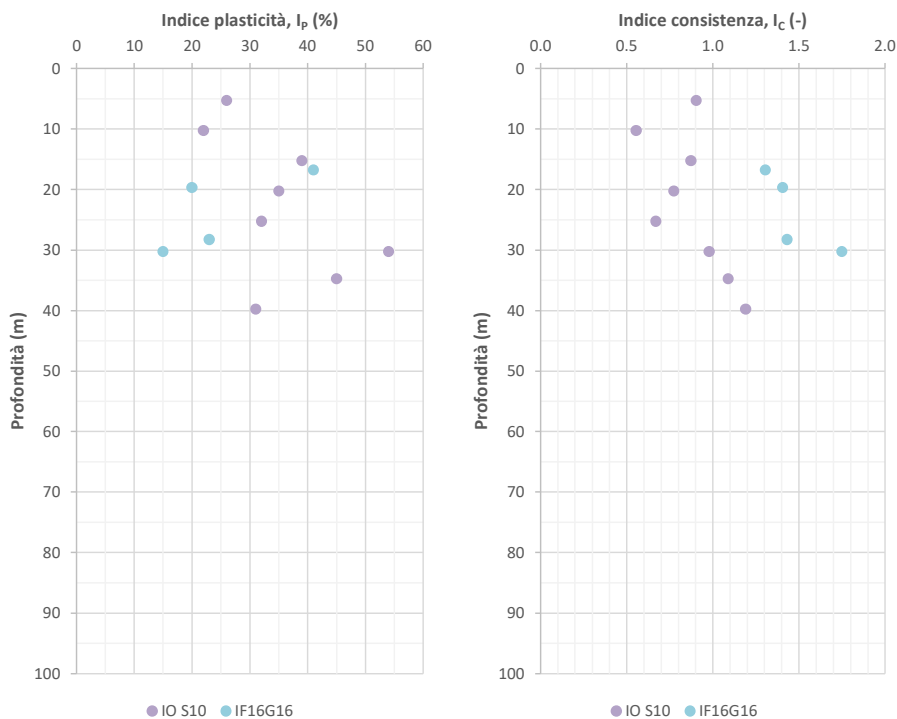 Indice plasticità, IP (%)
0 10 20 30 40 50 60
0
10
20
30
40
50
60
70
80
90
100
Profondità (m)
IO S10 IF16G16
Indice consistenza, IC (-)
0.0 0.5 1.0 1.5 2.0
0
10
20
30
40
50
60
70
80
90
100
Profondità (m)
IO S10 IF16G16